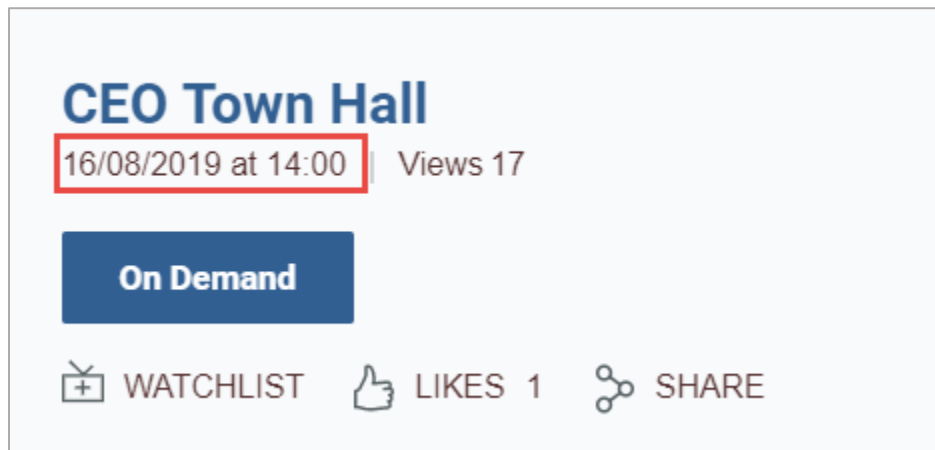 CEO Town Hall
16/08/2019 at 14:00 | Views 17
On Demand
WATCHLIST LIKES 1 SHARE